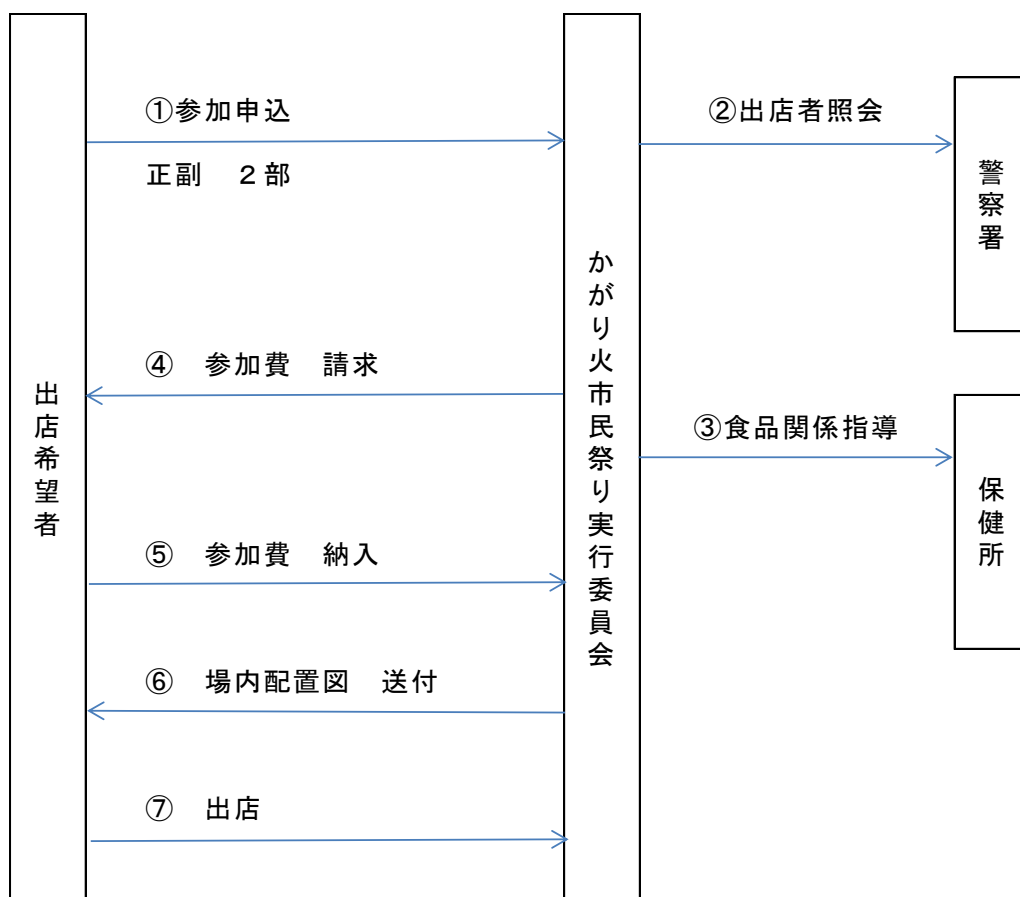 ①参加申込
正副　２部
②出店者照会
警察署
④　参加費　請求
③食品関係指導
出店希望者
かがり火市民祭り実行委員会
保健所
⑤　参加費　納入
⑥　場内配置図　送付
⑦　出店